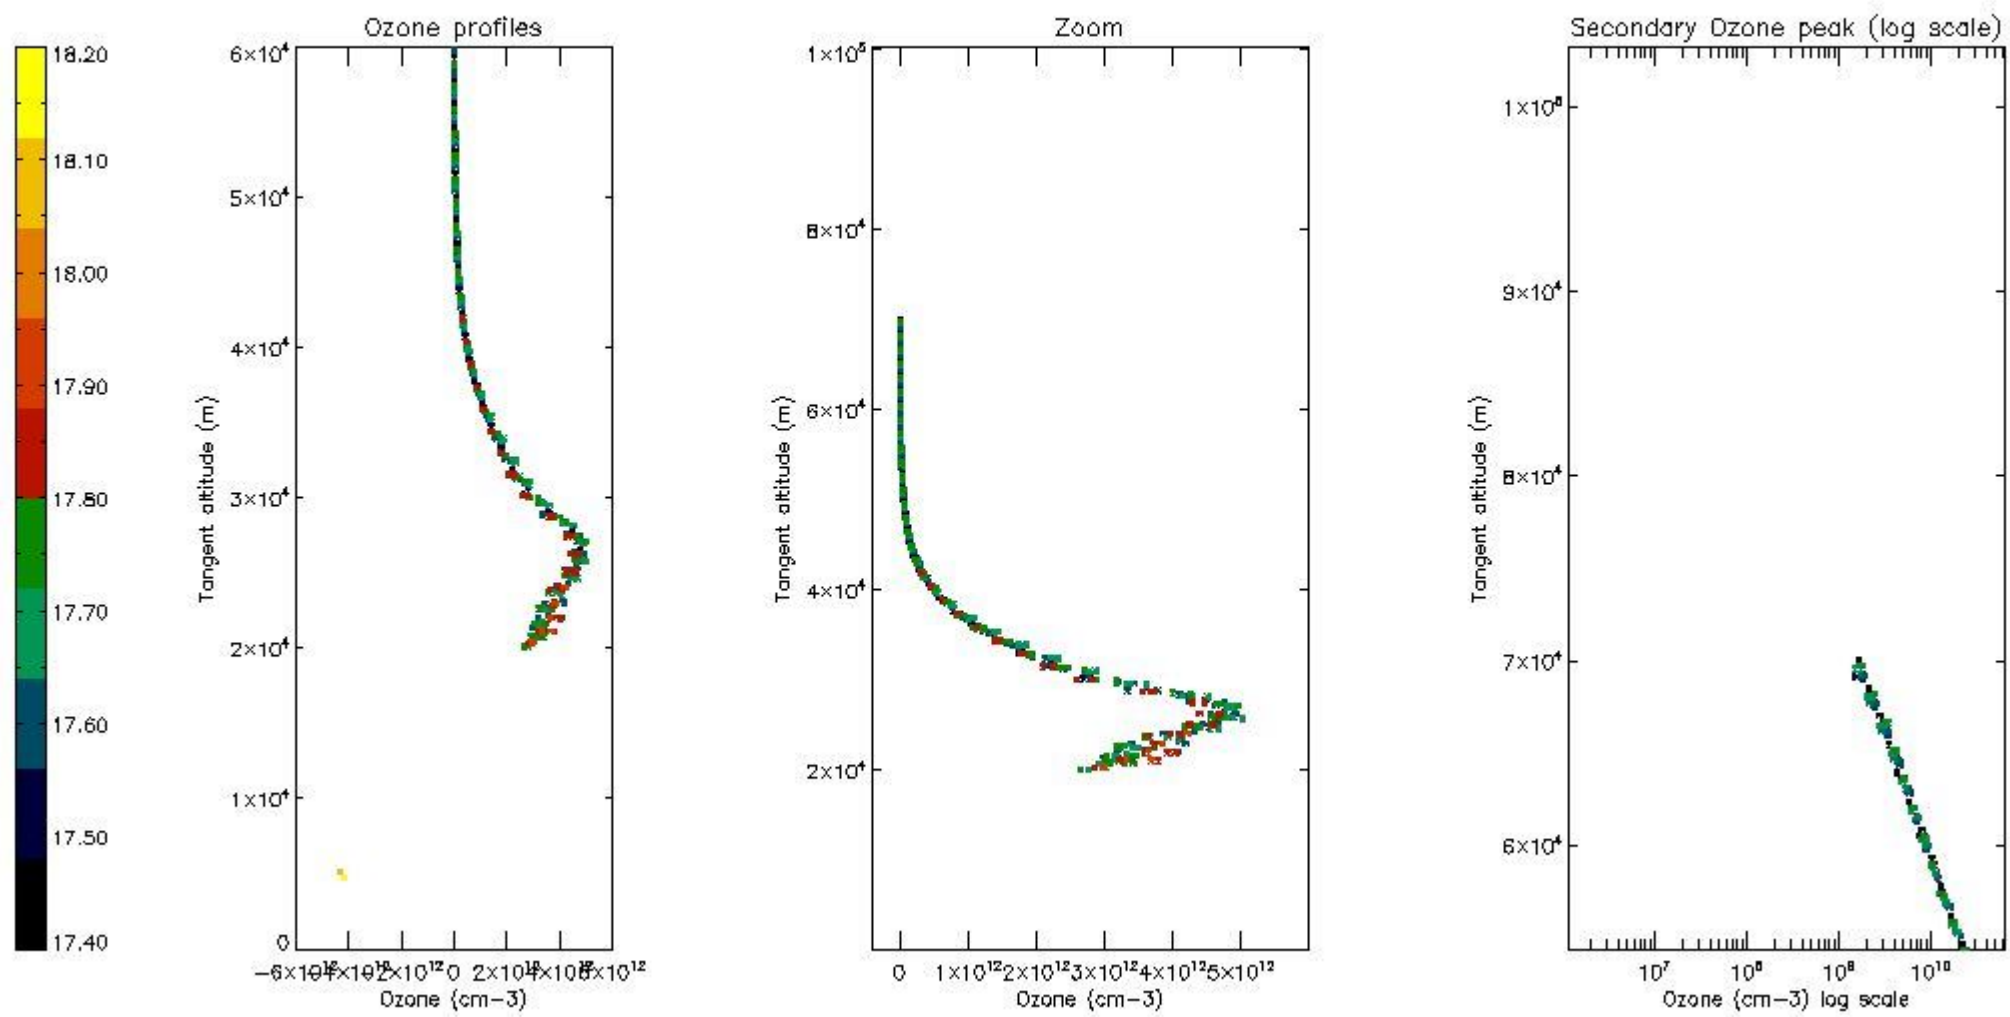 Ozone profiles
Zoom
Secondary Ozone peak (log scale)
18.20
18.10
18.00
17.90
17.80
17.70
17.60
17.50
17.40
6×10⁴
5×10⁴
4×10⁴
3×10⁴
2×10⁴
1×10⁴
0
Tangent altitude (m)
0
Ozone (cm−3)
1×10⁵
8×10⁴
6×10⁴
4×10⁴
2×10⁴
Tangent altitude (m)
0 1×10¹² 2×10¹² 3×10¹² 4×10¹² 5×10¹²
Ozone (cm−3)
9×10⁴
8×10⁴
7×10⁴
6×10⁴
Tangent altitude (m)
10⁷ 10⁸ 10⁹ 10¹⁰
Ozone (cm−3) log scale